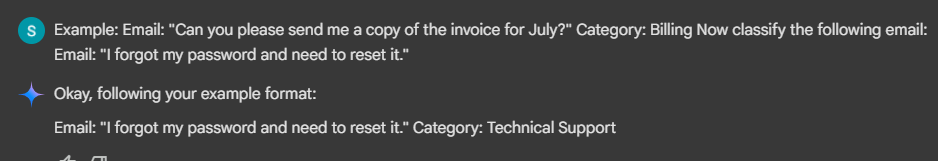 S
Example: Email: "Can you please send me a copy of the invoice for July?" Category: Billing Now classify the following email:
Email: "I forgot my password and need to reset it."
Okay, following your example format:
Email: "I forgot my password and need to reset it." Category: Technical Support